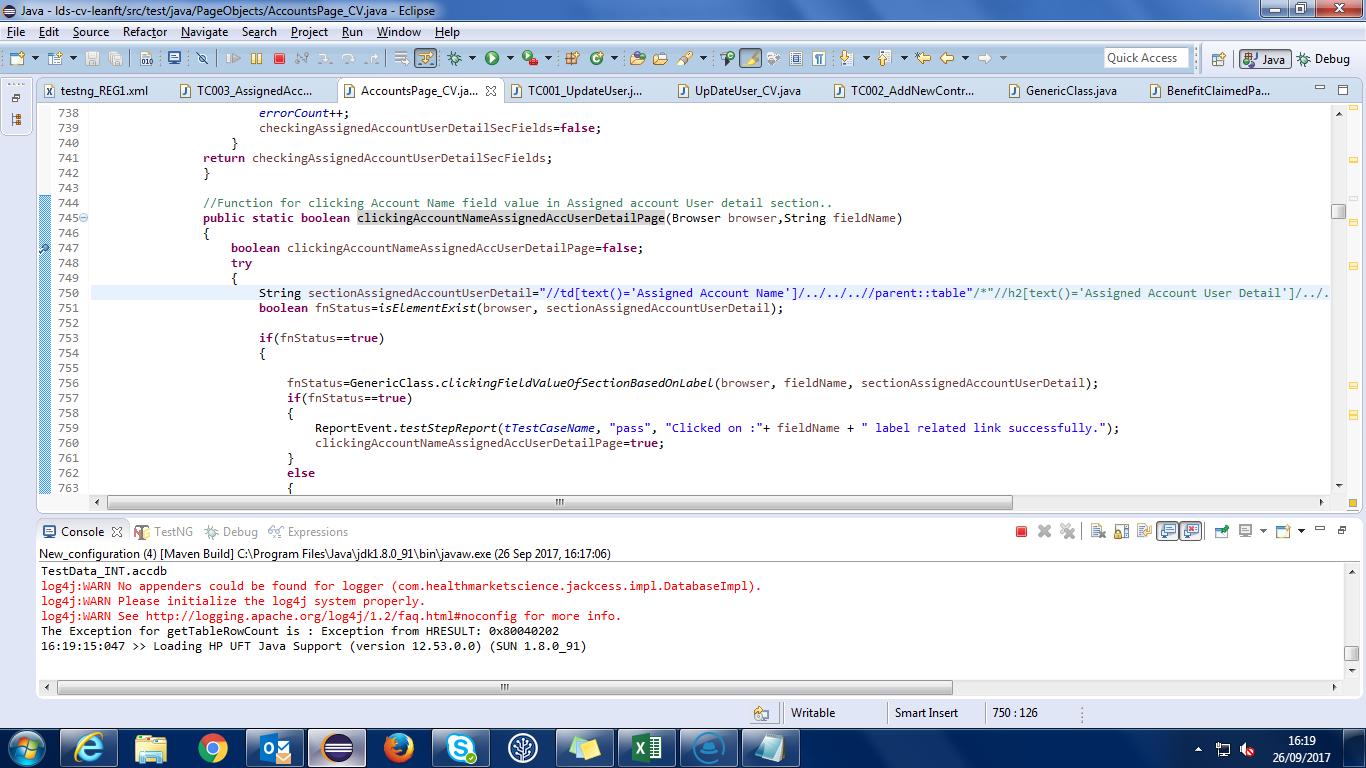 Java - lds-cv-leanft/src/test/java/PageObjects/AccountsPage_CV.java - Eclipse
File Edit Source Refactor Navigate Search Project Run Window Help
Quick Access Java Debug
testng_REG1.xml TC003_AssignedAcc... AccountsPage_CV.ja... TC001_UpdateUser.j... UpDateUser_CV.java TC002_AddNewContr... GenericClass.java BenefitClaimedPa...
738 errorCount++;
739 checkingAssignedAccountUserDetailSecFields=false;
740 }
741 return checkingAssignedAccountUserDetailSecFields;
742 }
743
744 //Function for clicking Account Name field value in Assigned account User detail section..
745 public static boolean clickingAccountNameAssignedAccUserDetailPage(Browser browser,String fieldName)
746 {
747 boolean clickingAccountNameAssignedAccUserDetailPage=false;
748 try
749 {
750 String sectionAssignedAccountUserDetail="//td[text()='Assigned Account Name']/../../..//parent::table"/*"//h2[text()='Assigned Account User Detail']/../.
751 boolean fnStatus=isElementExist(browser, sectionAssignedAccountUserDetail);
752
753 if(fnStatus==true)
754 {
755
756 fnStatus=GenericClass.clickingFieldValueOfSectionBasedOnLabel(browser, fieldName, sectionAssignedAccountUserDetail);
757 if(fnStatus==true)
758 {
759 ReportEvent.testStepReport(tTestCaseName, "pass", "Clicked on :"+ fieldName + " label related link successfully.");
760 clickingAccountNameAssignedAccUserDetailPage=true;
761 }
762 else
763 {
Console TestNG Debug Expressions
New_configuration (4) [Maven Build] C:\Program Files\Java\jdk1.8.0_91\bin\javaw.exe (26 Sep 2017, 16:17:06)
TestData_INT.accdb
log4j:WARN No appenders could be found for logger (com.healthmarketscience.jackcess.impl.DatabaseImpl).
log4j:WARN Please initialize the log4j system properly.
log4j:WARN See http://logging.apache.org/log4j/1.2/faq.html#noconfig for more info.
The Exception for getTableRowCount is : Exception from HRESULT: 0x80040202
16:19:15:047 >> Loading HP UFT Java Support (version 12.53.0.0) (SUN 1.8.0_91)
Writable Smart Insert 750 : 126
16:19
26/09/2017